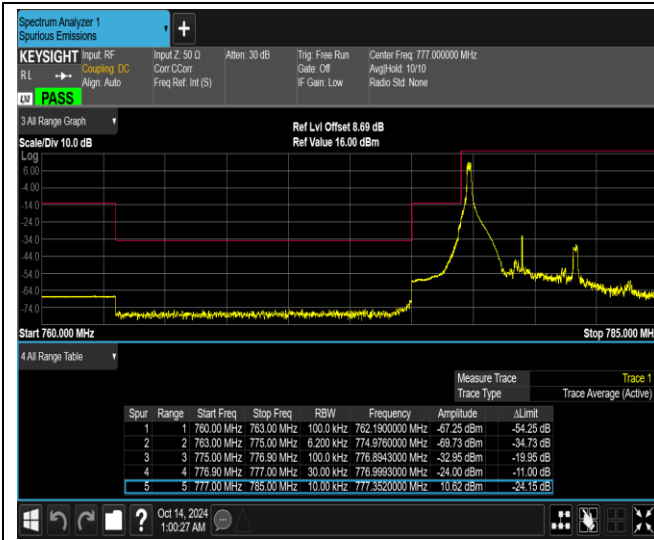 Spectrum Analyzer 1
Spurious Emissions
+
KEYSIGHT Input: RF Input Z: 50 Ω Atten: 30 dB Trig: Free Run Center Freq: 777.000000 MHz
RL Coupling: DC Corr CCorr Gate: Off Avg|Hold: 10/10
Align: Auto Freq Ref: Int (S) IF Gain: Low Radio Std: None
LXI PASS
3 All Range Graph
Ref Lvl Offset 8.69 dB
Scale/Div 10.0 dB Ref Value 16.00 dBm
Log
6.00
-4.00
-14.0
-24.0
-34.0
-44.0
-54.0
-64.0
-74.0
Start 760.000 MHz Stop 785.000 MH
4 All Range Table
Measure Trace Trace 1
Trace Type Trace Average (Active)
Spur Range Start Freq Stop Freq RBW Frequency Amplitude ΔLimit
1 1 760.00 MHz 763.00 MHz 100.0 kHz 762.1900000 MHz -67.25 dBm -54.25 dB
2 2 763.00 MHz 775.00 MHz 6.200 kHz 774.9760000 MHz -69.73 dBm -34.73 dB
3 3 775.00 MHz 776.90 MHz 100.0 kHz 776.8943000 MHz -32.95 dBm -19.95 dB
4 4 776.90 MHz 777.00 MHz 30.00 kHz 776.9993000 MHz -24.00 dBm -11.00 dB
5 5 777.00 MHz 785.00 MHz 10.00 kHz 777.3520000 MHz 10.62 dBm -24.15 dB
? Oct 14, 2024
1:00:27 AM